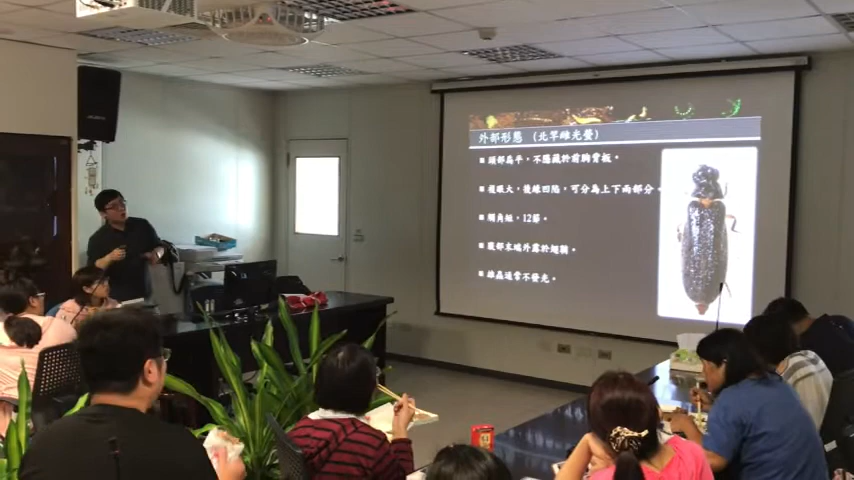 外部形態 (北竿雌光螢)
頭部扁平，不隱藏於前胸背板。
複眼大，後緣凹陷，可分為上下兩部分。
觸角短，12節。
腹部末端外露於翅鞘。
雄蟲通常不發光。